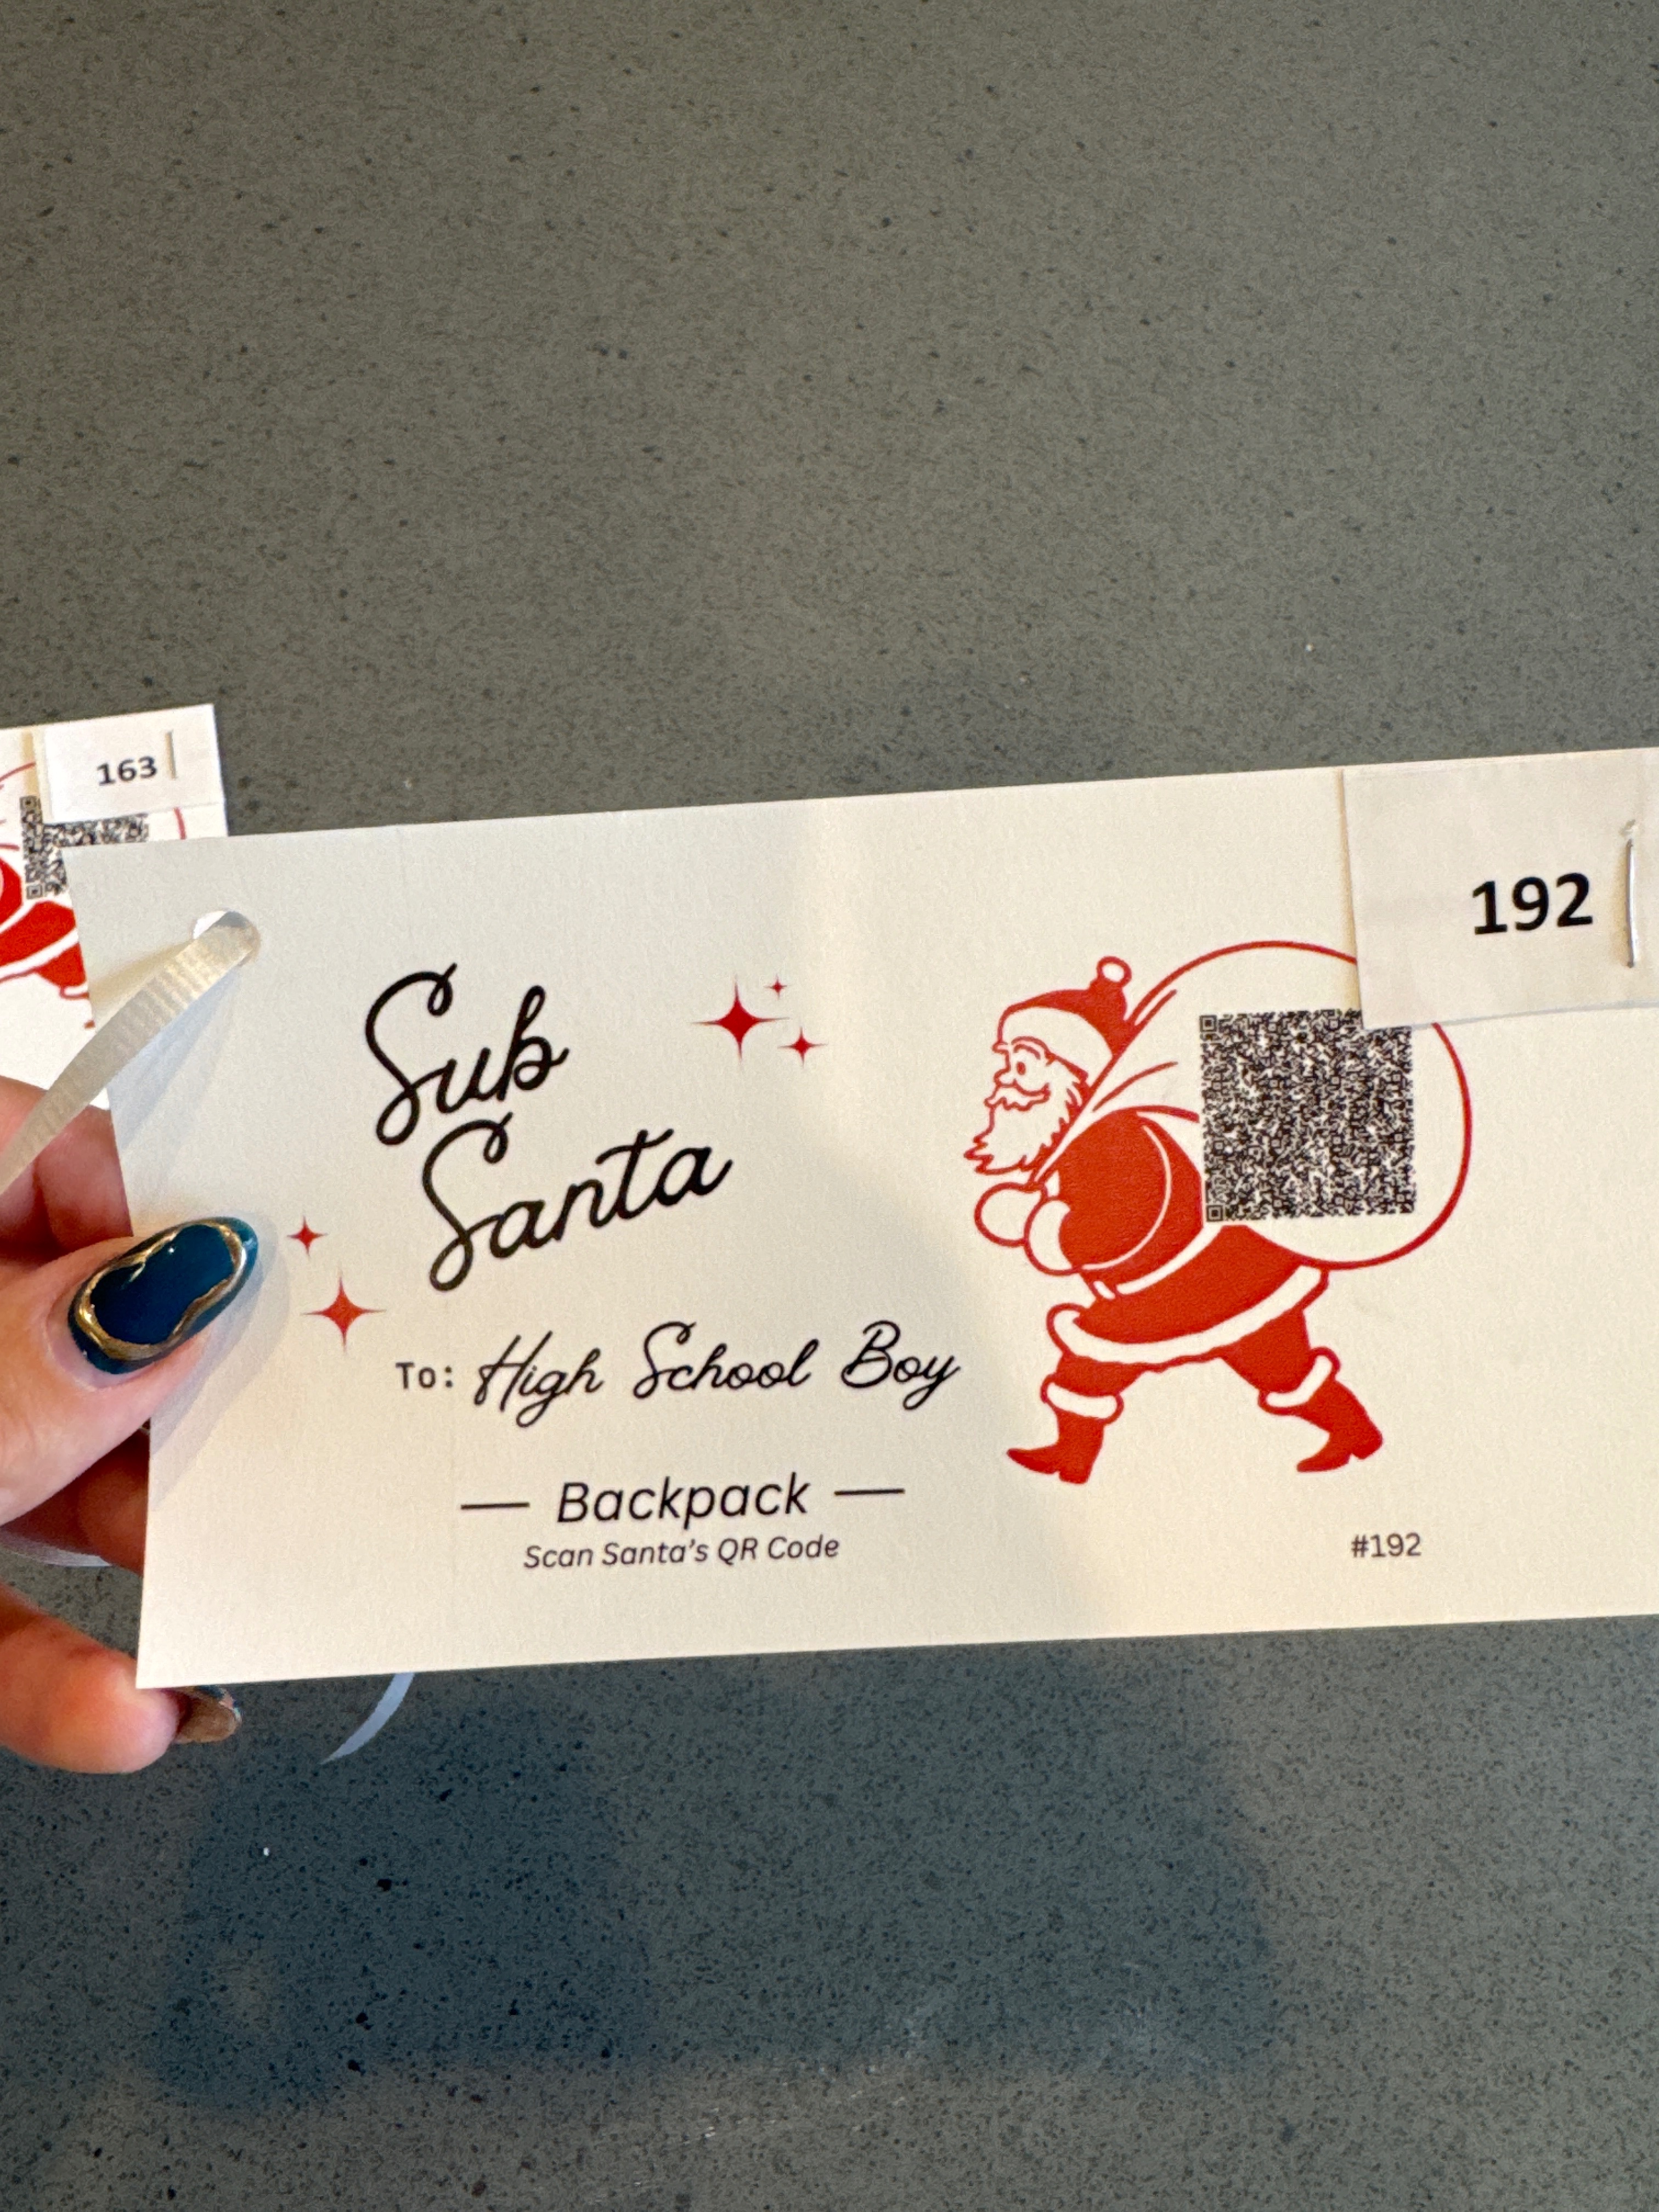 163
192
Sub
Santa
To: High School Boy
Backpack
Scan Santa's QR Code
#192